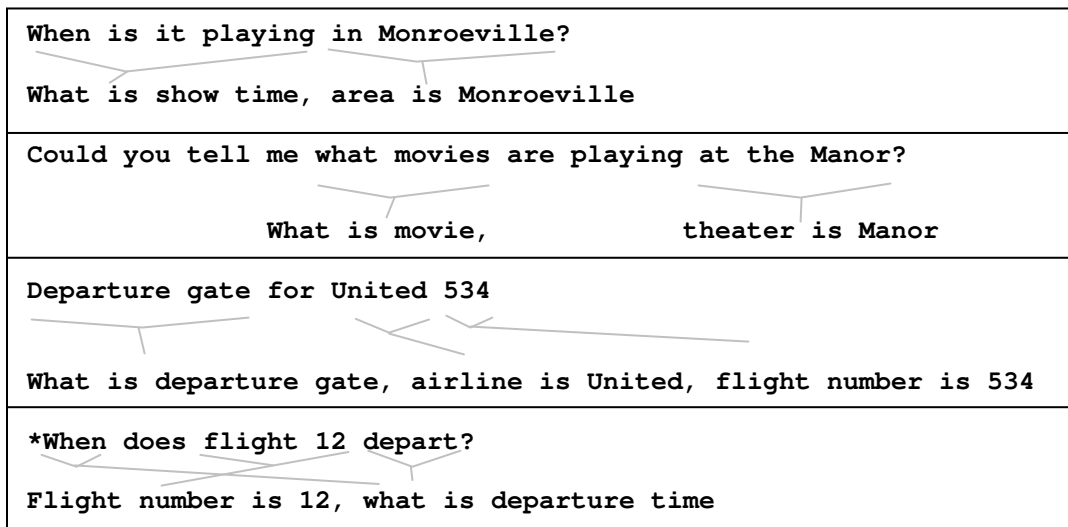 When is it playing in Monroeville?
What is show time, area is Monroeville
Could you tell me what movies are playing at the Manor?
What is movie, theater is Manor
Departure gate for United 534
What is departure gate, airline is United, flight number is 534
*When does flight 12 depart?
Flight number is 12, what is departure time